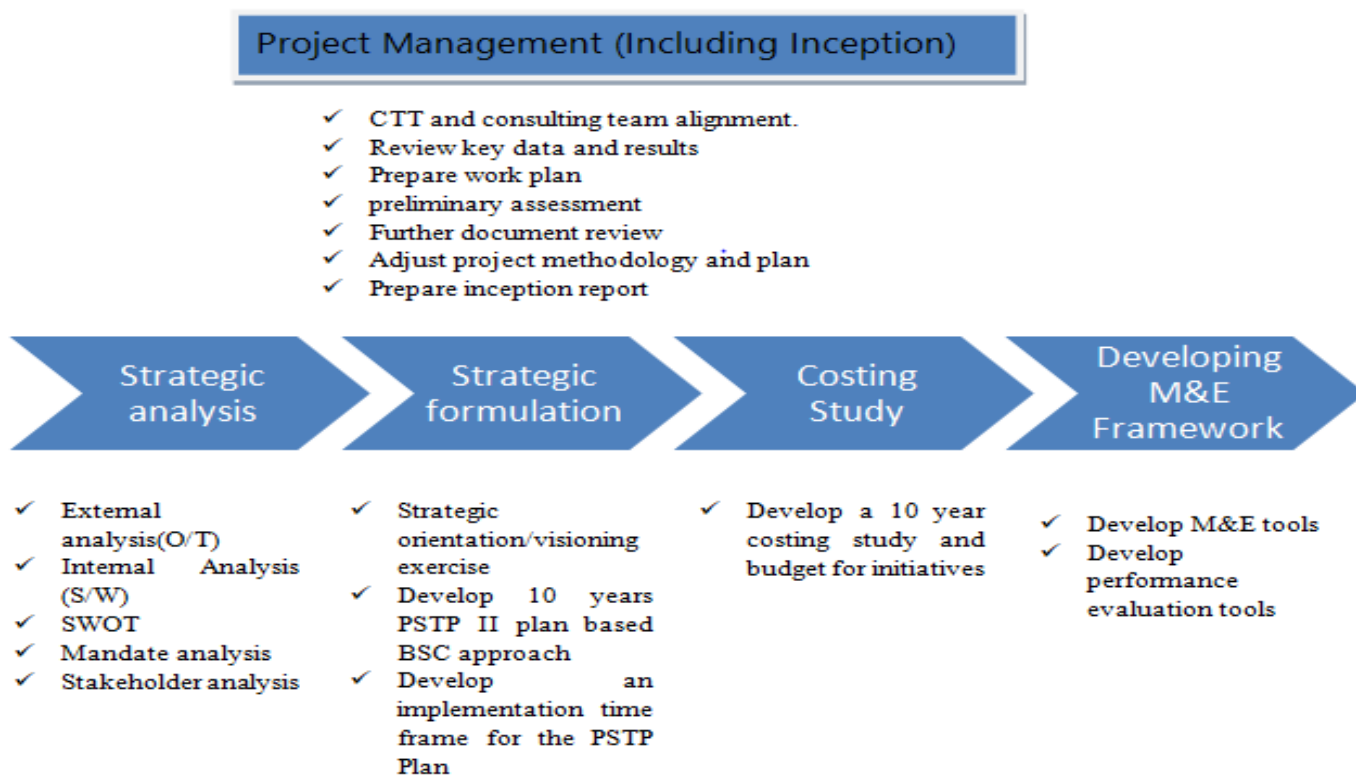 Project Management (Including Inception)
✓ CTT and consulting team alignment.
✓ Review key data and results
✓ Prepare work plan
✓ preliminary assessment
✓ Further document review
✓ Adjust project methodology and plan
✓ Prepare inception report
Strategic
analysis
Strategic
formulation
Costing
Study
Developing
M&E
Framework
✓ External
analysis(O/T)
✓ Internal Analysis
(S/W)
✓ SWOT
✓ Mandate analysis
✓ Stakeholder analysis
✓ Strategic
orientation/visioning
exercise
✓ Develop 10 years
PSTP II plan based
BSC approach
✓ Develop an
implementation time
frame for the PSTP
Plan
✓ Develop a 10 year
costing study and
budget for initiatives
✓ Develop M&E tools
✓ Develop
performance
evaluation tools